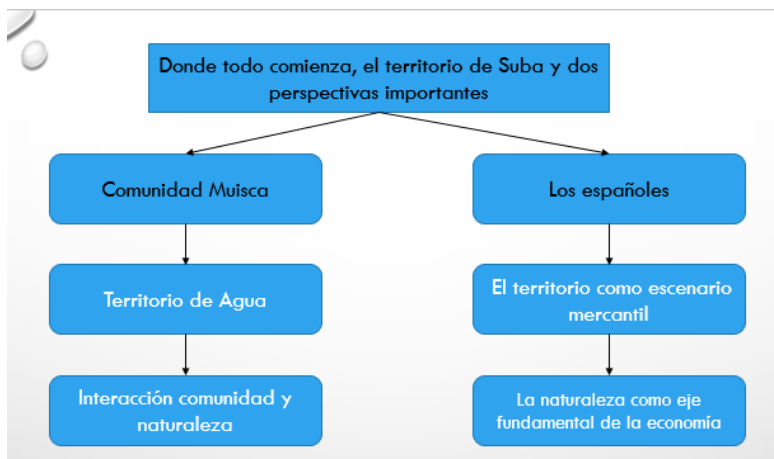 Donde todo comienza, el territorio de Suba y dos
perspectivas importantes
Comunidad Muisca
Los españoles
Territorio de Agua
El territorio como escenario
mercantil
Interacción comunidad y
naturaleza
La naturaleza como eje
fundamental de la economía